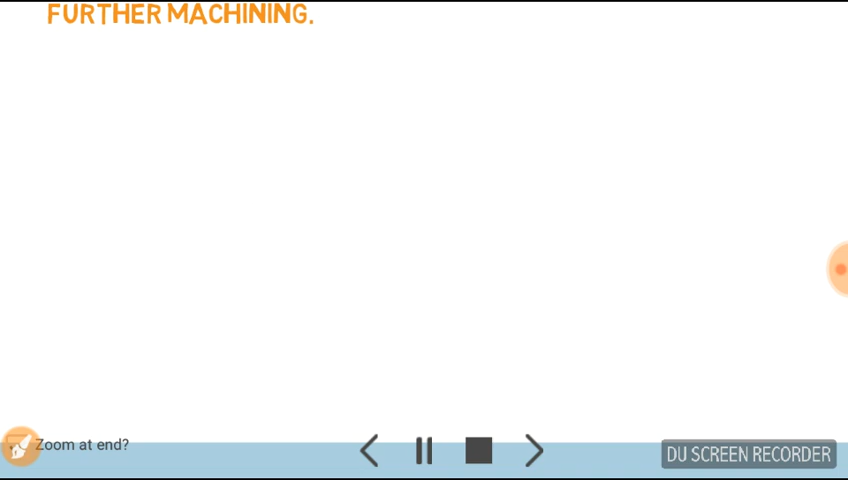 FURTHER MACHINING.
Zoom at end?
DU SCREEN RECORDER